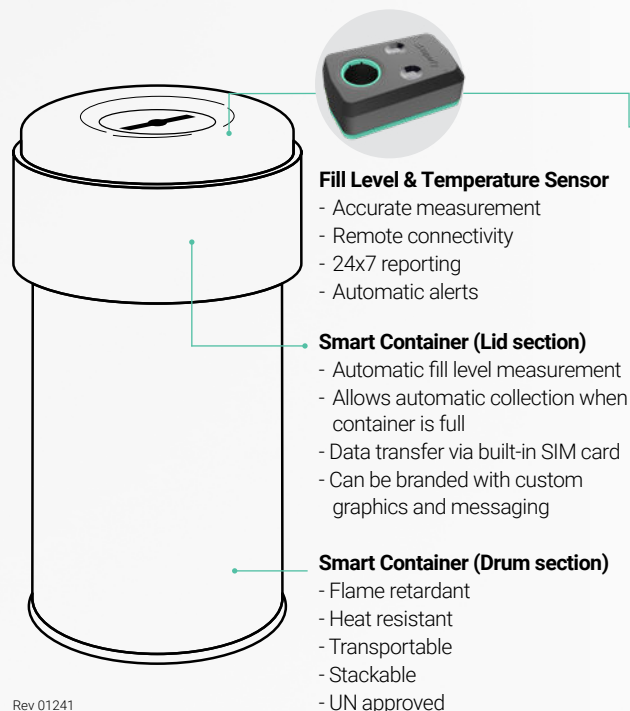 Fill Level & Temperature Sensor
- Accurate measurement
- Remote connectivity
- 24x7 reporting
- Automatic alerts
Smart Container (Lid section)
- Automatic fill level measurement
- Allows automatic collection when
container is full
- Data transfer via built-in SIM card
- Can be branded with custom
graphics and messaging
Smart Container (Drum section)
- Flame retardant
- Heat resistant
- Transportable
- Stackable
- UN approved
Rev 01241